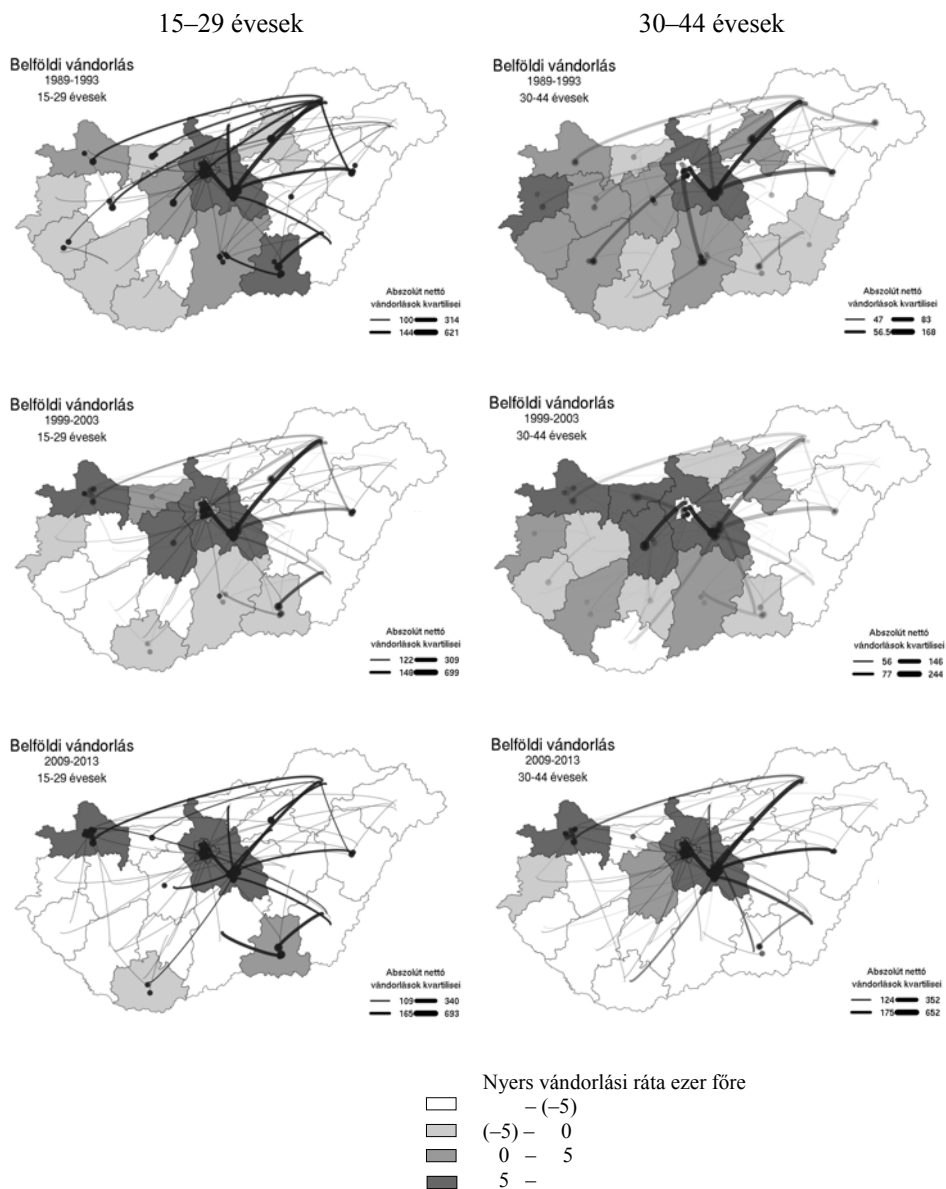 15–29 évesek
30–44 évesek
Belföldi vándorlás
1989-1993
15-29 évesek
Abszolút nettó
vándorlások kvartilisei
100 314
144 621
Belföldi vándorlás
1989-1993
30-44 évesek
Abszolút nettó
vándorlások kvartilisei
47 83
56.5 168
Belföldi vándorlás
1999-2003
15-29 évesek
Abszolút nettó
vándorlások kvartilisei
122 309
148 699
Belföldi vándorlás
1999-2003
30-44 évesek
Abszolút nettó
vándorlások kvartilisei
56 146
77 244
Belföldi vándorlás
2009-2013
15-29 évesek
Abszolút nettó
vándorlások kvartilisei
109 340
165 693
Belföldi vándorlás
2009-2013
30-44 évesek
Abszolút nettó
vándorlások kvartilisei
124 352
175 652
Nyers vándorlási ráta ezer főre
– (–5)
(–5) – 0
0 – 5
5 –